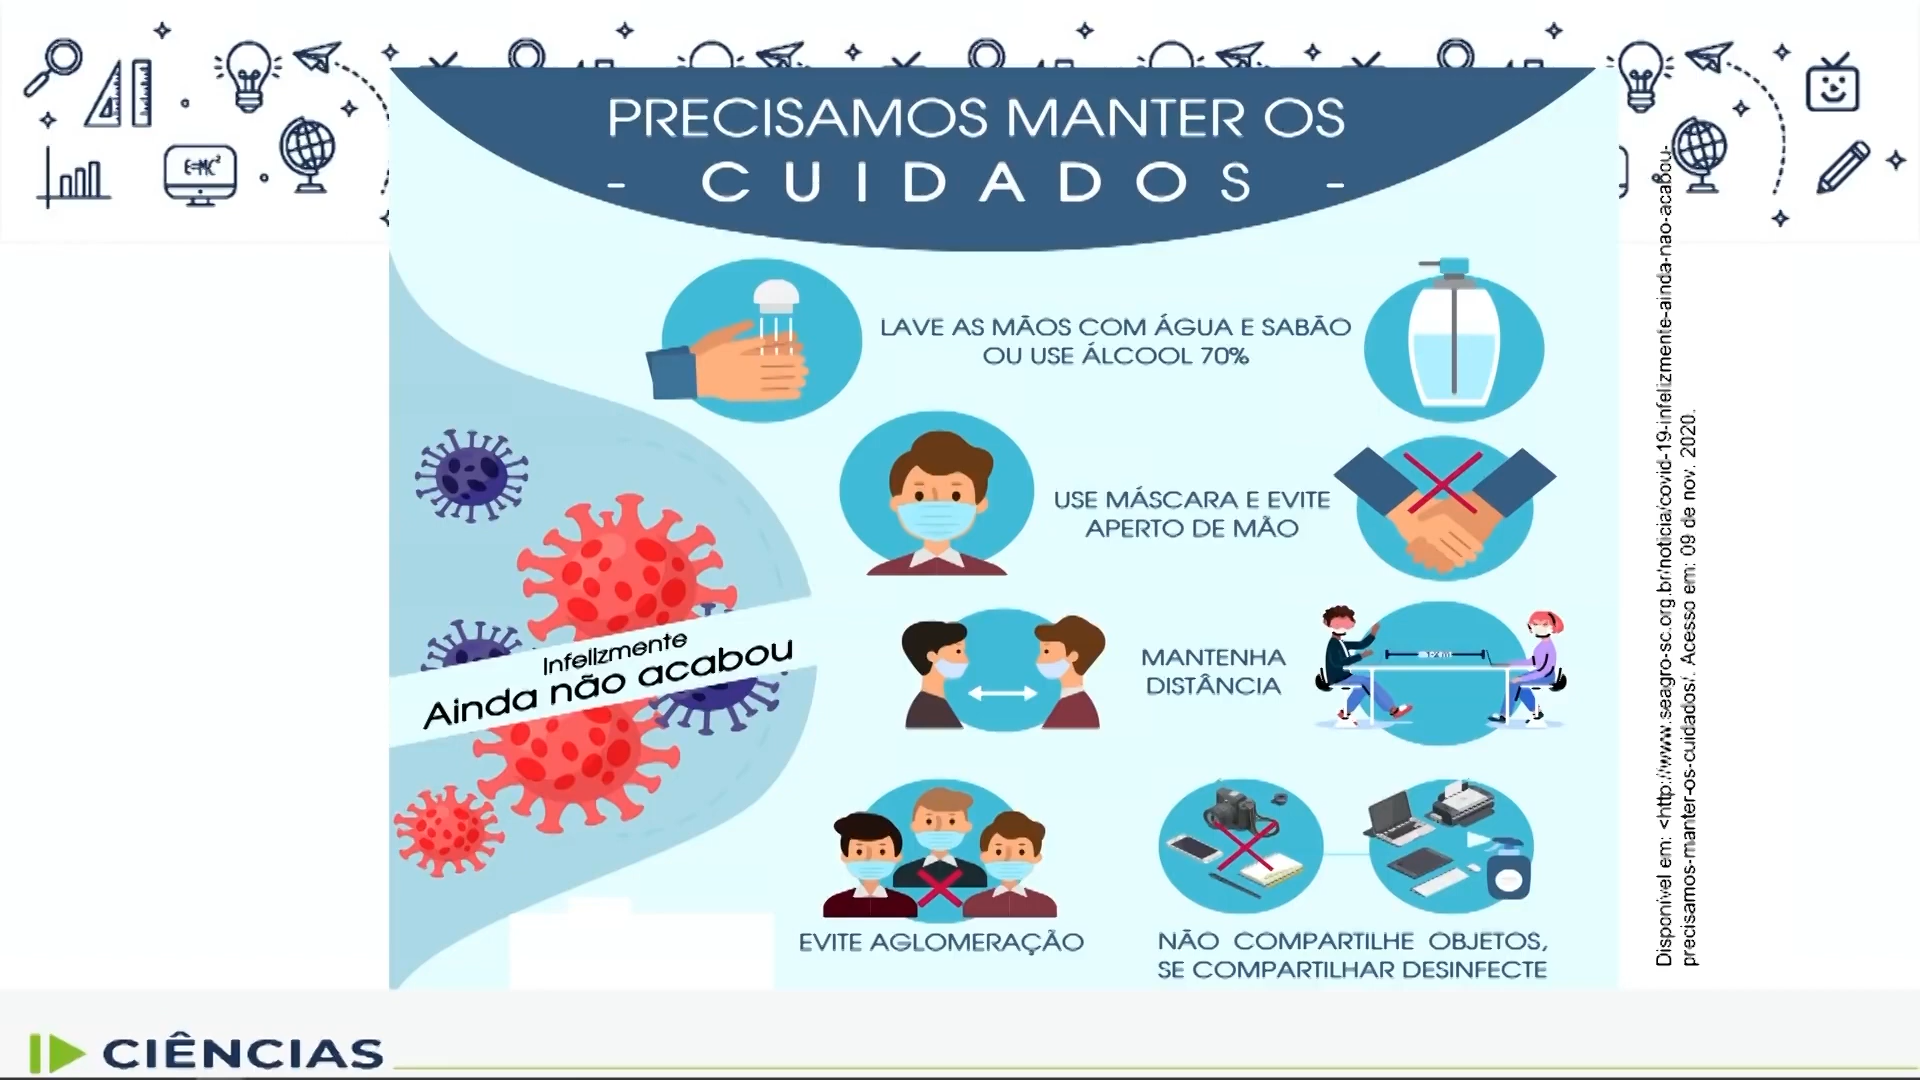 PRECISAMOS MANTER OS
- CUIDADOS -
LAVE AS MÃOS COM ÁGUA E SABÃO
OU USE ÁLCOOL 70%
USE MÁSCARA E EVITE
APERTO DE MÃO
Infelizmente
Ainda não acabou
MANTENHA
DISTÂNCIA
EVITE AGLOMERAÇÃO
NÃO COMPARTILHE OBJETOS,
SE COMPARTILHAR DESINFECTE
Disponível em: <http://www.seagro-sc.org.br/noticia/covid-19-infelizmente-ainda-nao-acabou-
precisamos-manter-os-cuidados/. Acesso em: 09 de nov. 2020.
E=MC²
CIÊNCIAS